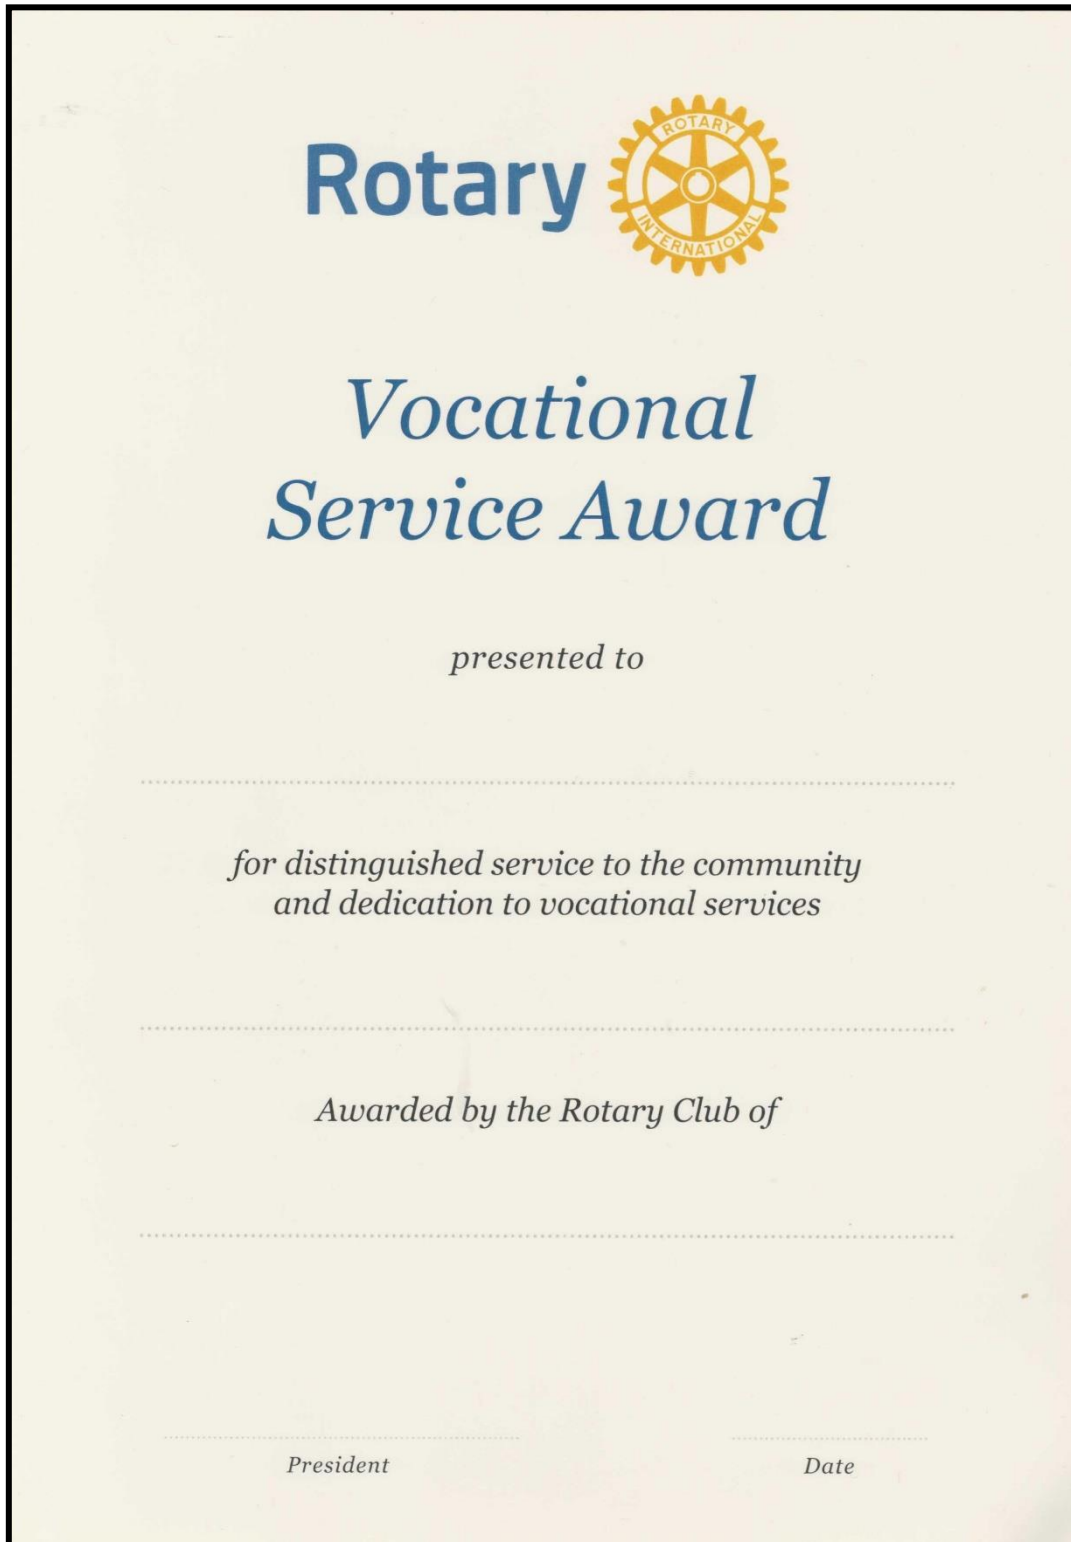 Rotary
ROTARY
INTERNATIONAL
Vocational
Service Award
presented to
for distinguished service to the community
and dedication to vocational services
Awarded by the Rotary Club of
President
Date